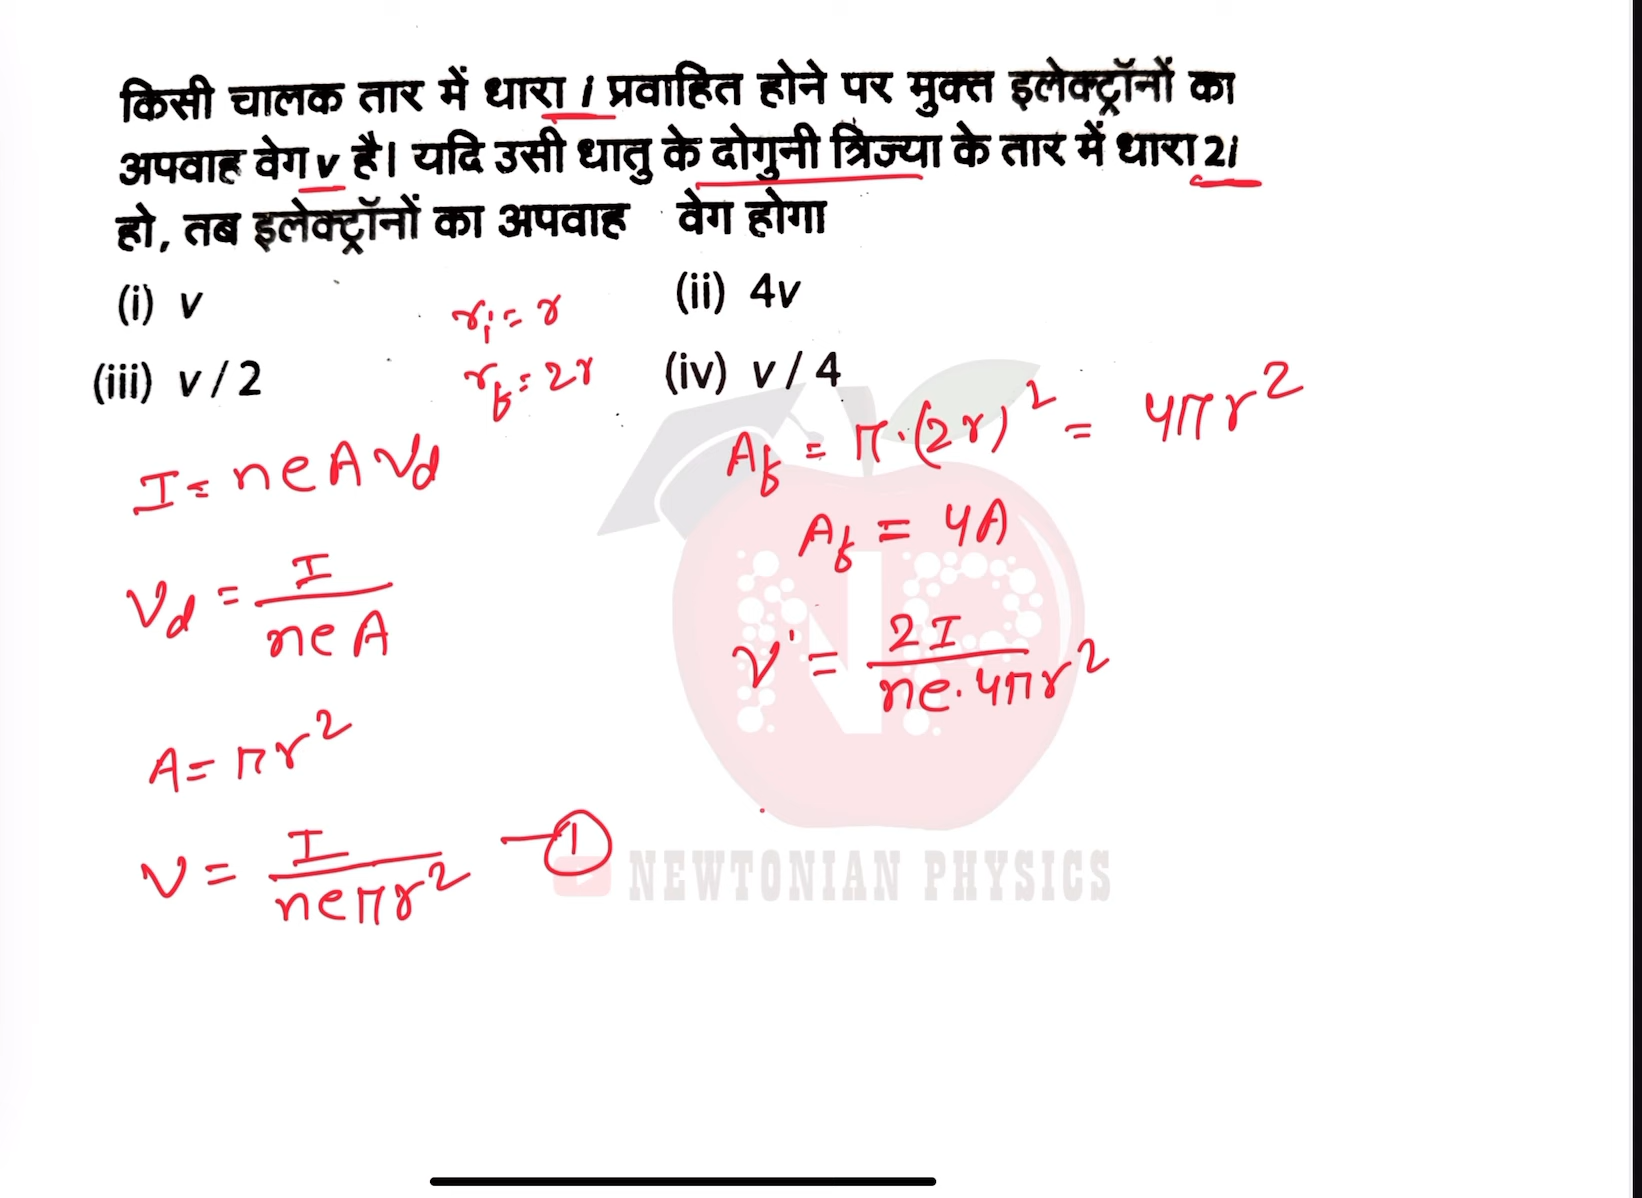 किसी चालक तार में धारा i प्रवाहित होने पर मुक्त इलेक्ट्रॉनों का
अपवाह वेग v है। यदि उसी धातु के दोगुनी त्रिज्या के तार में धारा 2i
हो, तब इलेक्ट्रॉनों का अपवाह वेग होगा
(i) v
(ii) 4v
(iii) v / 2
(iv) v / 4
r_i = r
r_f = 2r
I = neAV_d
V_d = I / neA
A = πr²
V = I / neπr² — ①
A_f = π·(2r)² = 4πr²
A_f = 4A
V' = 2I / ne·4πr²
NEWTONIAN PHYSICS